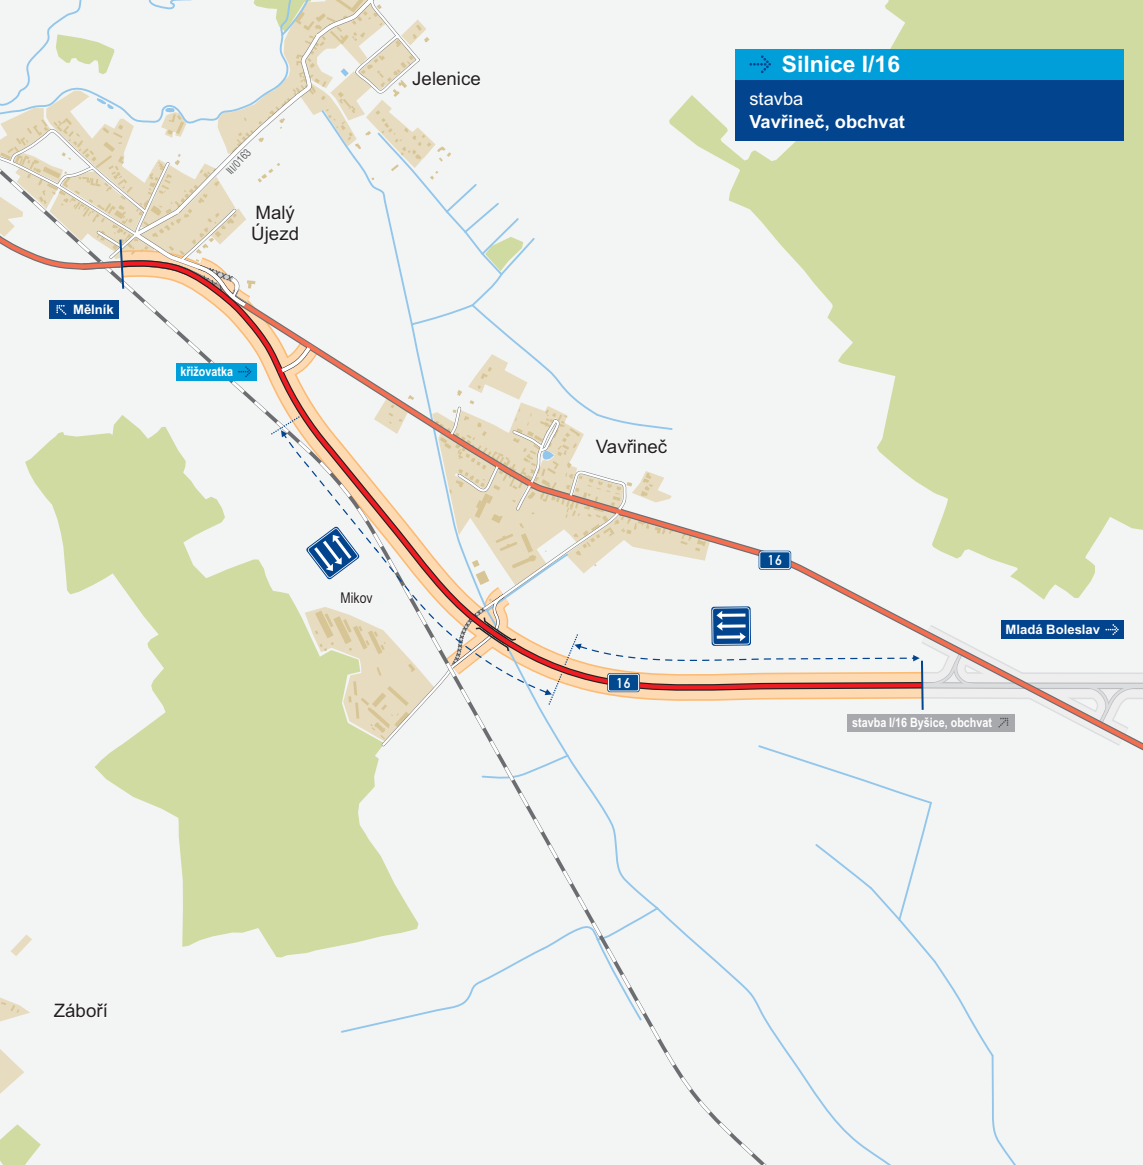 Silnice I/16
stavba
Vavřineč, obchvat
Jelenice
III/0163
Malý
Újezd
Mělník
křižovatka
Vavřineč
16
Mikov
Mladá Boleslav
16
stavba I/16 Byšice, obchvat
Záboří